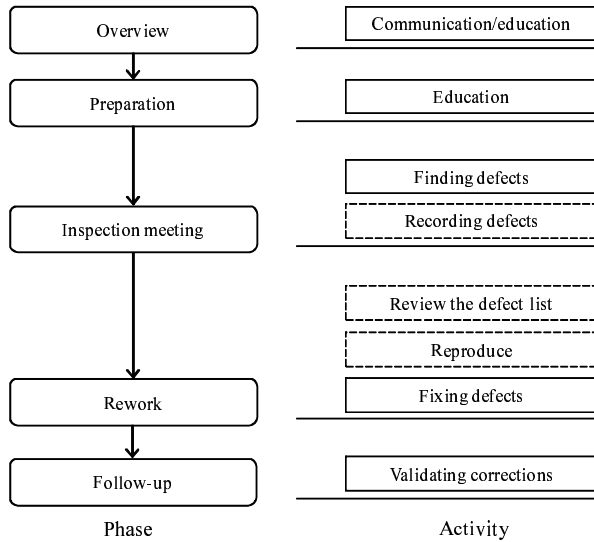 Overview
Communication/education
Preparation
Education
Finding defects
Inspection meeting
Recording defects
Review the defect list
Reproduce
Rework
Fixing defects
Follow-up
Validating corrections
Phase
Activity